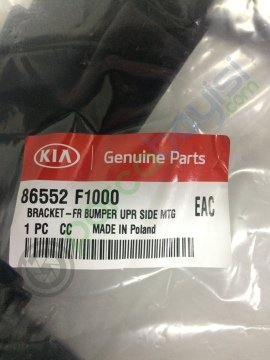 KIA Genuine Parts
86552 F1000
BRACKET-FR BUMPER UPR SIDE MTG EAC
1 PC CC MADE IN Poland